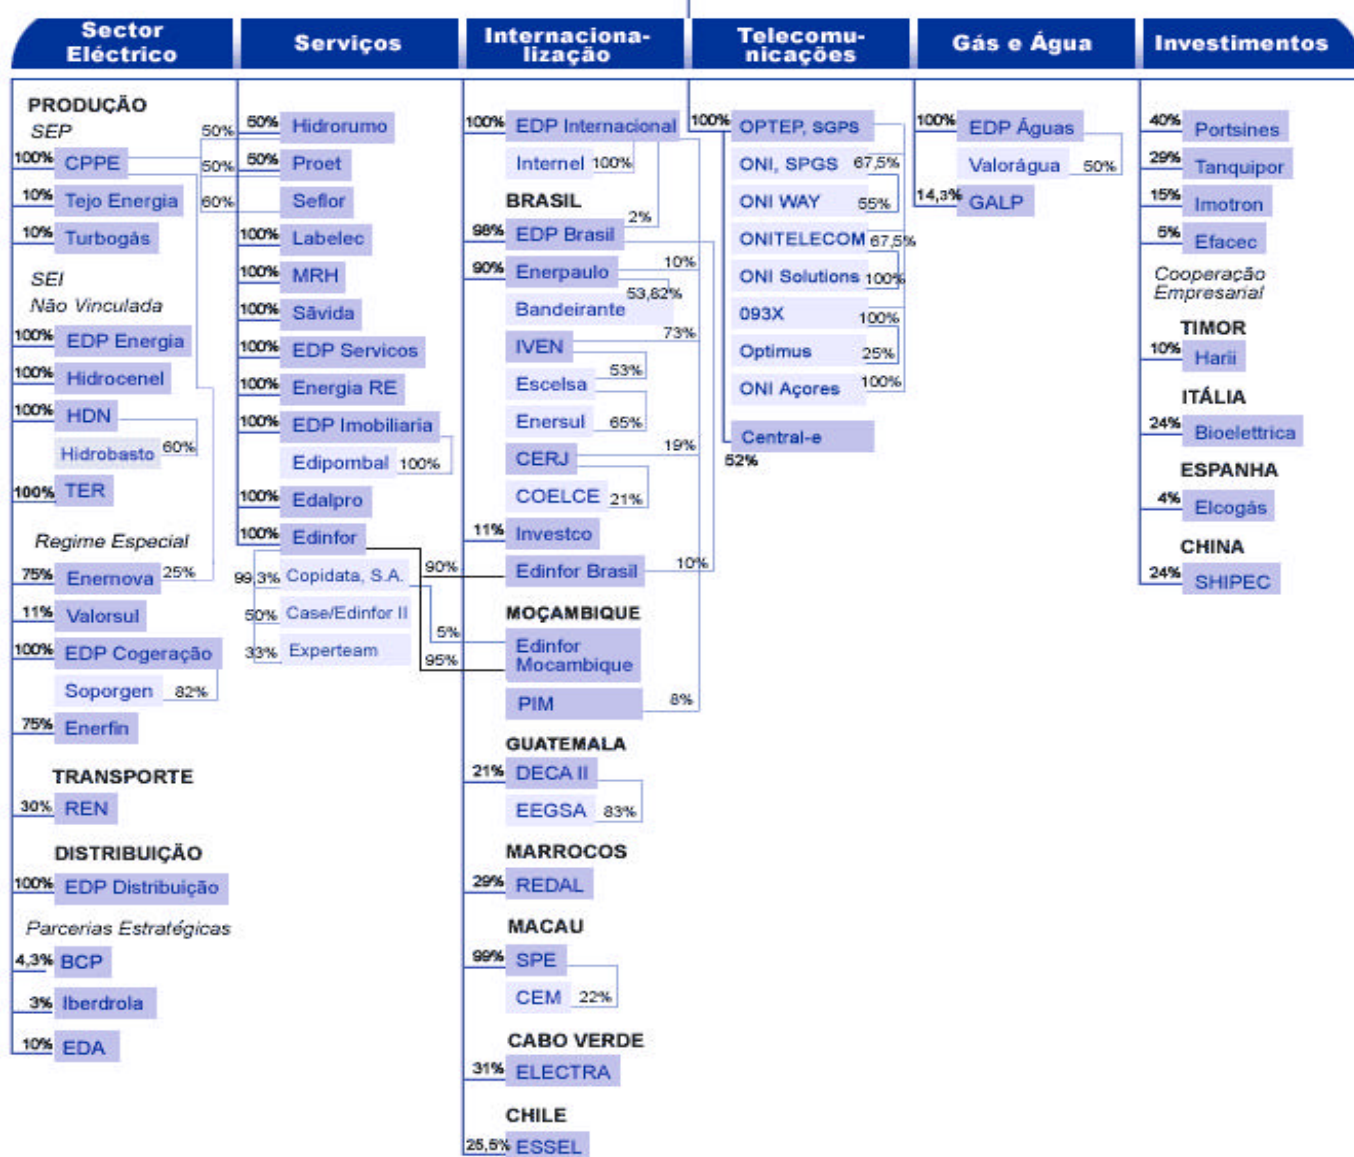 Sector
Eléctrico
Serviços
Internaciona-
lização
Telecomu-
nicações
Gás e Água
Investimentos
PRODUÇÃO
SEP
100% CPPE
10% Tejo Energia
10% Turbogás
SEI
Não Vinculada
100% EDP Energia
100% Hidrocenel
100% HDN
Hidrobasto 60%
100% TER
Regime Especial
75% Enernova 25%
11% Valorsul
100% EDP Cogeração
Soporgen 82%
75% Enerfin
TRANSPORTE
30% REN
DISTRIBUIÇÃO
100% EDP Distribuição
Parcerias Estratégicas
4,3% BCP
3% Iberdrola
10% EDA
50% 50% Hidrorumo
50% 50% Proet
60% Seflor
100% Labelec
100% MRH
100% Sãvida
100% EDP Servicos
100% Energia RE
100% EDP Imobiliaria
Edipombal 100%
100% Edalpro
100% Edinfor
99,3% Copidata, S.A.
50% Case/Edinfor II
33% Experteam
100% EDP Internacional
Internel 100%
BRASIL
2%
98% EDP Brasil
90% Enerpaulo 10%
53,82%
Bandeirante
73%
IVEN
53%
Escelsa
Enersul 65%
19%
CERJ
COELCE 21%
11% Investco
90% Edinfor Brasil 10%
MOÇAMBIQUE
5%
Edinfor
Mocambique
95%
PIM 8%
GUATEMALA
21% DECA II
EEGSA 83%
MARROCOS
29% REDAL
MACAU
99% SPE
CEM 22%
CABO VERDE
31% ELECTRA
CHILE
25,5% ESSEL
100% OPTEP, SGPS
ONI, SPGS 67,5%
ONI WAY 55%
ONITELECOM 67,5%
ONI Solutions 100%
093X 100%
Optimus 25%
ONI Açores 100%
Central-e
52%
100% EDP Águas
Valorágua 50%
14,3% GALP
40% Portsines
29% Tanquipor
15% Imotron
5% Efacec
Cooperação
Empresarial
TIMOR
10% Harii
ITÁLIA
24% Bioelettrica
ESPANHA
4% Elcogás
CHINA
24% SHIPEC